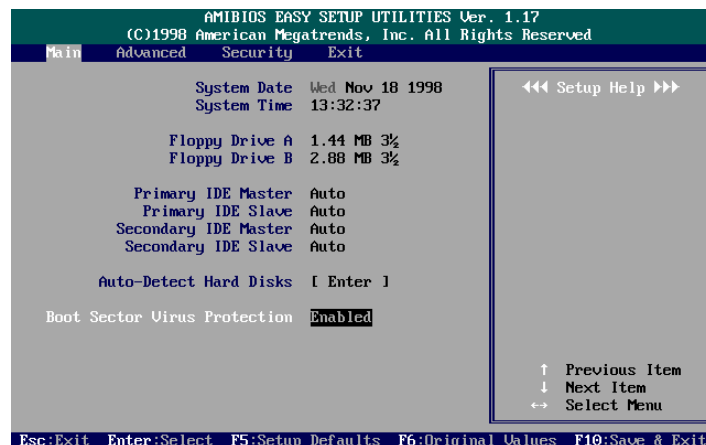 AMIBIOS EASY SETUP UTILITIES Ver. 1.17
(C)1998 American Megatrends, Inc. All Rights Reserved
Main Advanced Security Exit
System Date Wed Nov 18 1998
System Time 13:32:37
Floppy Drive A 1.44 MB 3½
Floppy Drive B 2.88 MB 3½
Primary IDE Master Auto
Primary IDE Slave Auto
Secondary IDE Master Auto
Secondary IDE Slave Auto
Auto-Detect Hard Disks [ Enter ]
Boot Sector Virus Protection Enabled
◄◄◄ Setup Help ►►►
↑ Previous Item
↓ Next Item
↔ Select Menu
Esc:Exit Enter:Select F5:Setup Defaults F6:Original Values F10:Save & Exit